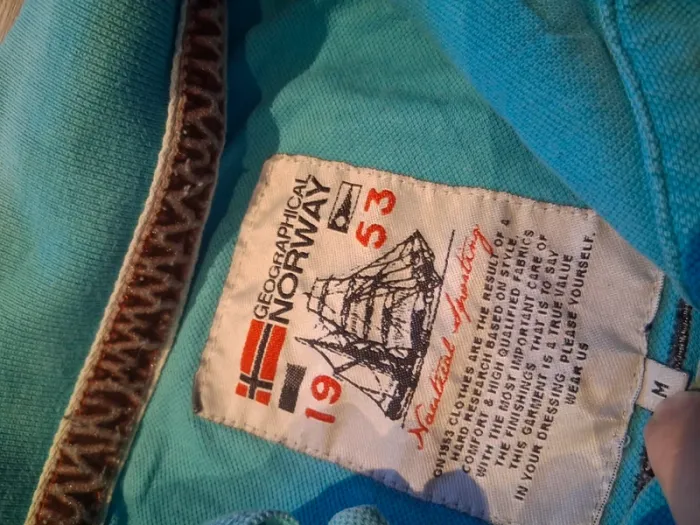 GEOGRAPHICAL
NORWAY
19
53
Nautical Sporting
ON 1953 CLOTHES ARE THE RESULT OF A
HARD RESEARCH BASED ON STYLE,
COMFORT & HIGH QUALIFIED FABRICS
WITH THE MOST IMPORTANT CARE OF
THE FINISHINGS THAT IS TO SAY
THIS GARMENT IS A TRUE VALUE
IN YOUR DRESSING. PLEASE YOURSELF,
WEAR US
M